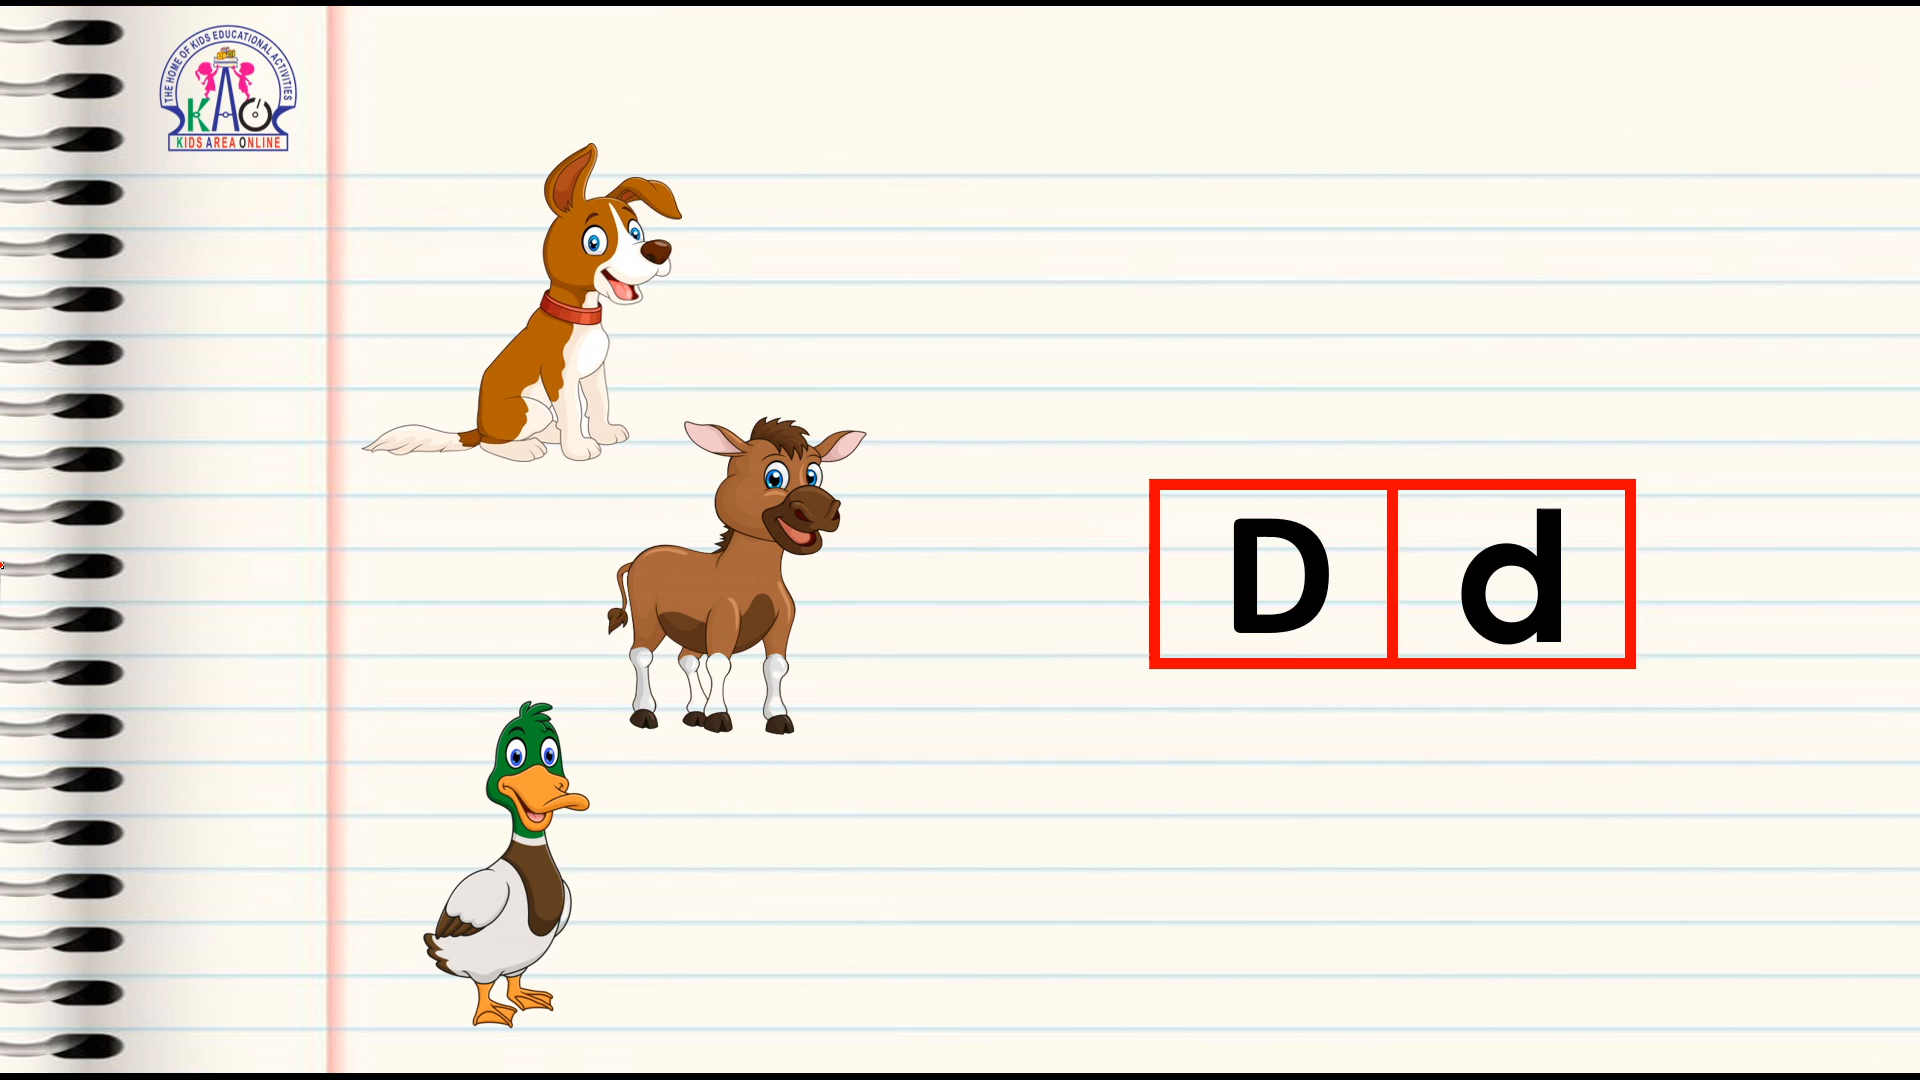 THE HOME OF KIDS EDUCATIONAL ACTIVITIES
KAO
KIDS AREA ONLINE
D d